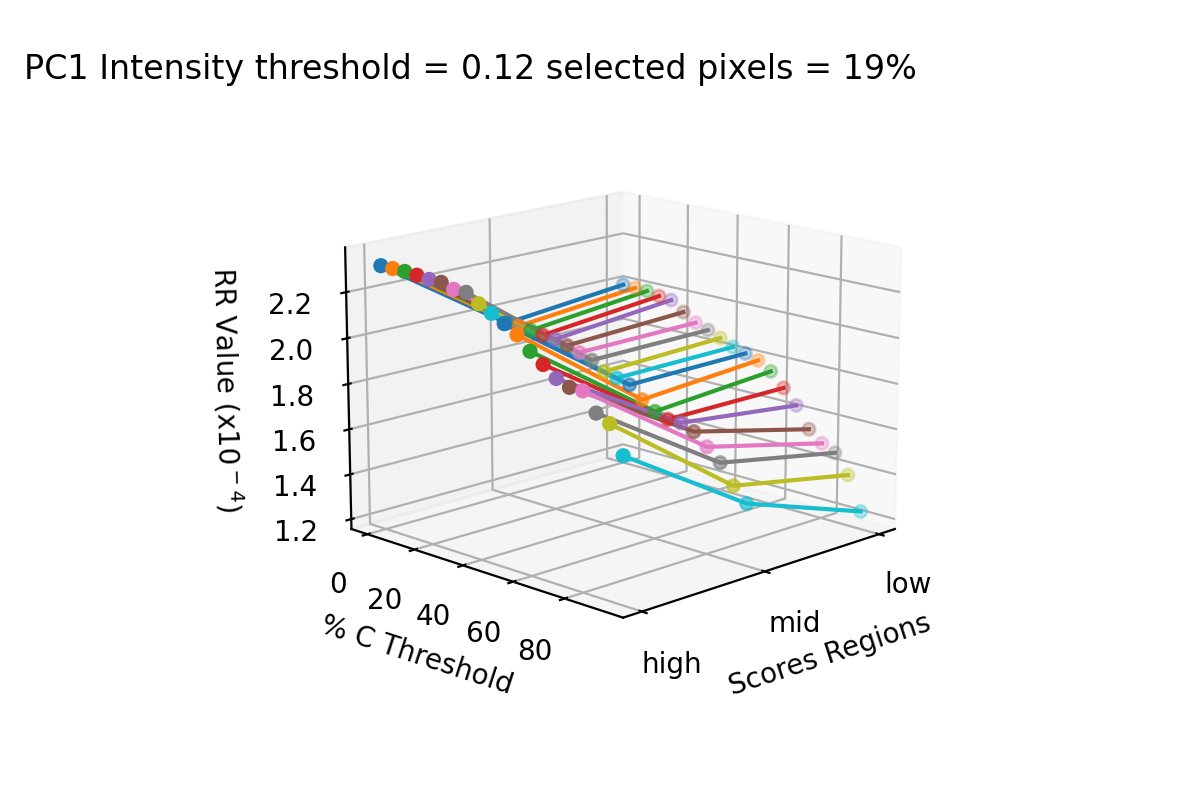 PC1 Intensity threshold = 0.12 selected pixels = 19%
RR Value (x10⁻⁴)
2.2
2.0
1.8
1.6
1.4
1.2
0
20
40
60
80
% C Threshold
high
mid
low
Scores Regions